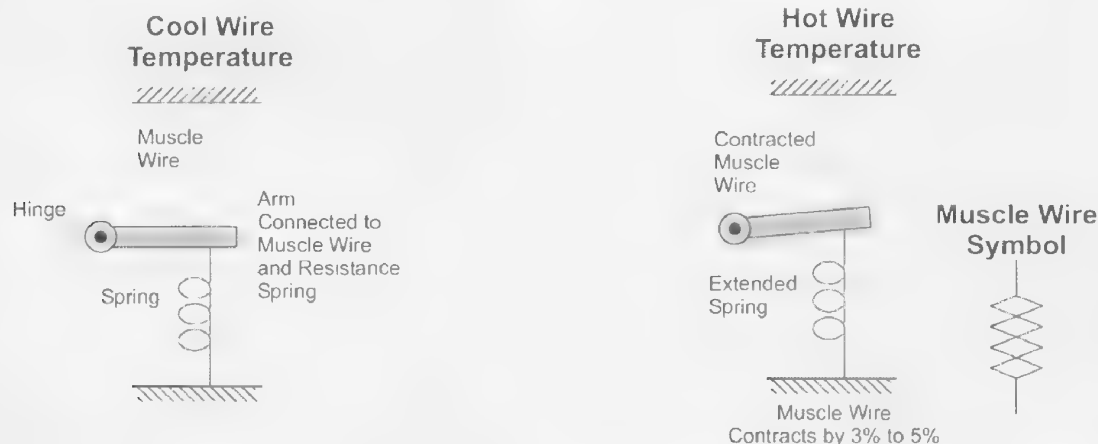 Cool Wire
Temperature
Muscle
Wire
Hinge
Arm
Connected to
Muscle Wire
and Resistance
Spring
Spring
Hot Wire
Temperature
Contracted
Muscle
Wire
Extended
Spring
Muscle Wire
Contracts by 3% to 5%
Muscle Wire
Symbol